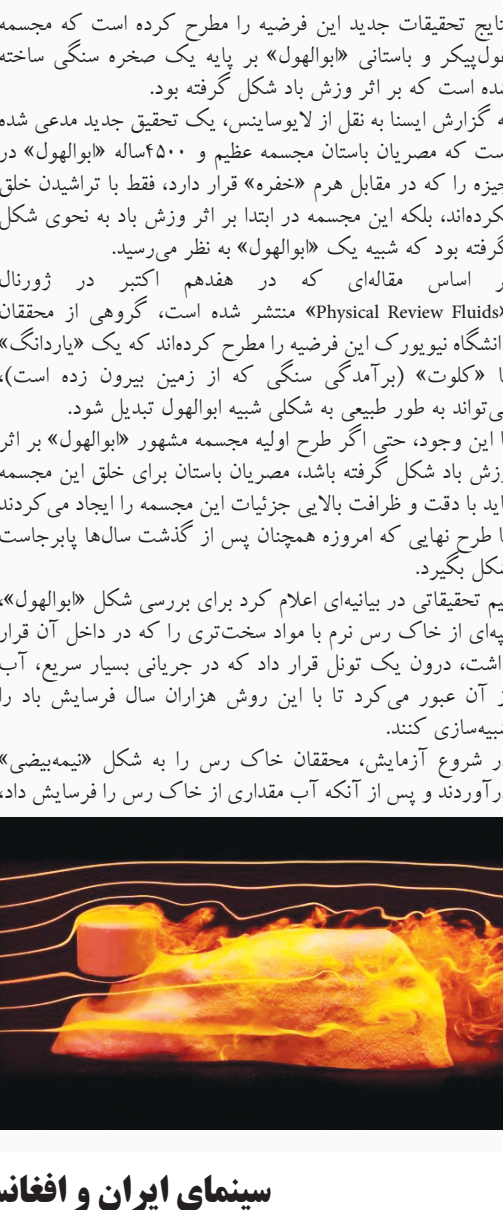 نتایج تحقیقات جدید این فرضیه را مطرح کرده است که مجسمه
غول‌پیکر و باستانی «ابوالهول» بر پایه یک صخره سنگی ساخته
شده است که بر اثر وزش باد شکل گرفته بود.
به گزارش ایسنا به نقل از لایوساینس، یک تحقیق جدید مدعی شده
است که مصریان باستان مجسمه عظیم و ۴۵۰۰ساله «ابوالهول» در
جیزه را که در مقابل هرم «خفره» قرار دارد، فقط با تراشیدن خلق
نکرده‌اند، بلکه این مجسمه در ابتدا بر اثر وزش باد به نحوی شکل
گرفته بود که شبیه یک «ابوالهول» به نظر می‌رسید.
بر اساس مقاله‌ای که در هفدهم اکتبر در ژورنال
«Physical Review Fluids» منتشر شده است، گروهی از محققان
دانشگاه نیویورک این فرضیه را مطرح کرده‌اند که یک «یاردانگ»
یا «کلوت» (برآمدگی سنگی که از زمین بیرون زده است)،
می‌تواند به طور طبیعی به شکلی شبیه ابوالهول تبدیل شود.
با این وجود، حتی اگر طرح اولیه مجسمه مشهور «ابوالهول» بر اثر
وزش باد شکل گرفته باشد، مصریان باستان برای خلق این مجسمه
باید با دقت و ظرافت بالایی جزئیات این مجسمه را ایجاد می‌کردند
تا طرح نهایی که امروزه همچنان پس از گذشت سال‌ها پابرجاست
شکل بگیرد.
تیم تحقیقاتی در بیانیه‌ای اعلام کرد برای بررسی شکل «ابوالهول»،
تپه‌ای از خاک رس نرم با مواد سخت‌تری را که در داخل آن قرار
داشت، درون یک تونل قرار داد که در جریانی بسیار سریع، آب
از آن عبور می‌کرد تا با این روش هزاران سال فرسایش باد را
شبیه‌سازی کنند.
در شروع آزمایش، محققان خاک رس را به شکل «نیمه‌بیضی»
درآوردند و پس از آنکه آب مقداری از خاک رس را فرسایش داد،
سینمای ایران و